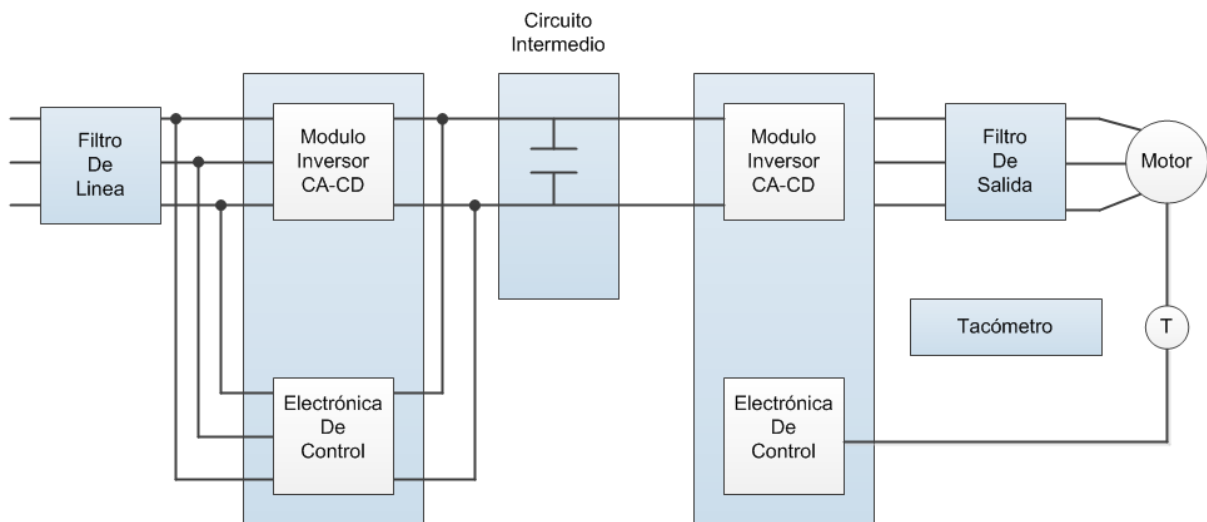 Circuito
Intermedio
Filtro
De
Linea
Modulo
Inversor
CA-CD
Modulo
Inversor
CA-CD
Filtro
De
Salida
Motor
Tacómetro
T
Electrónica
De
Control
Electrónica
De
Control